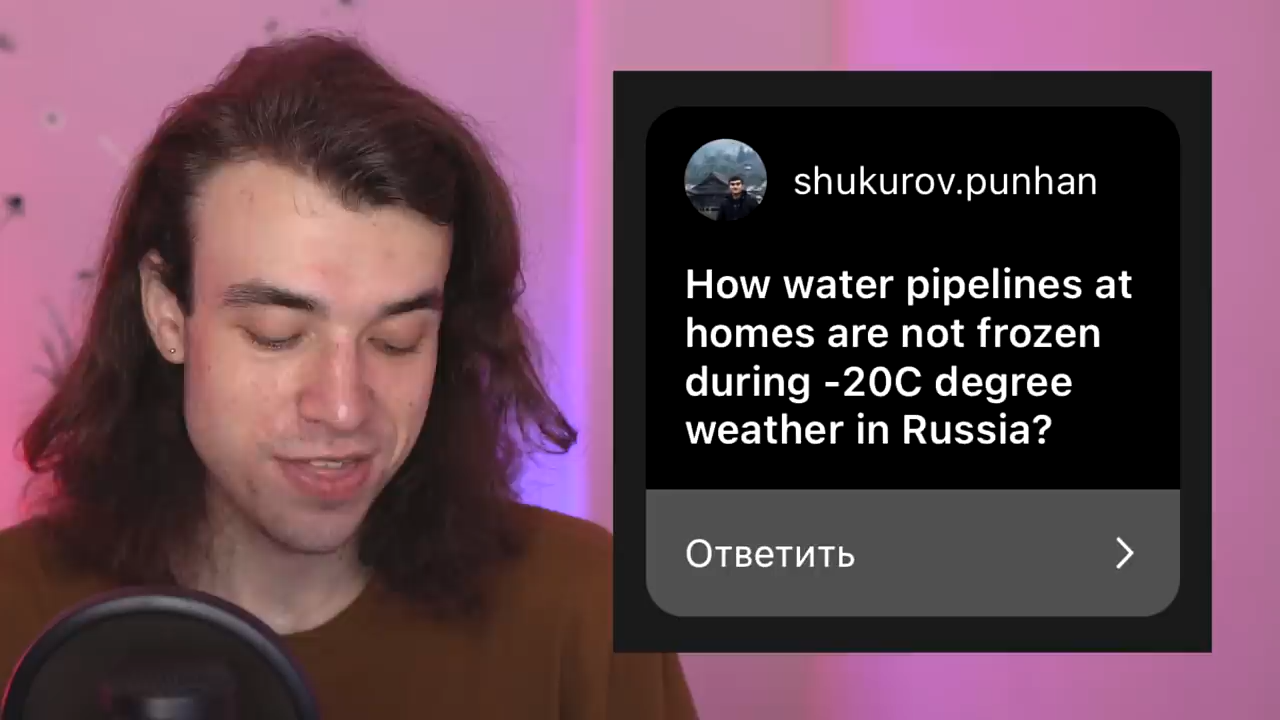 shukurov.punhan
How water pipelines at
homes are not frozen
during -20C degree
weather in Russia?
Ответить